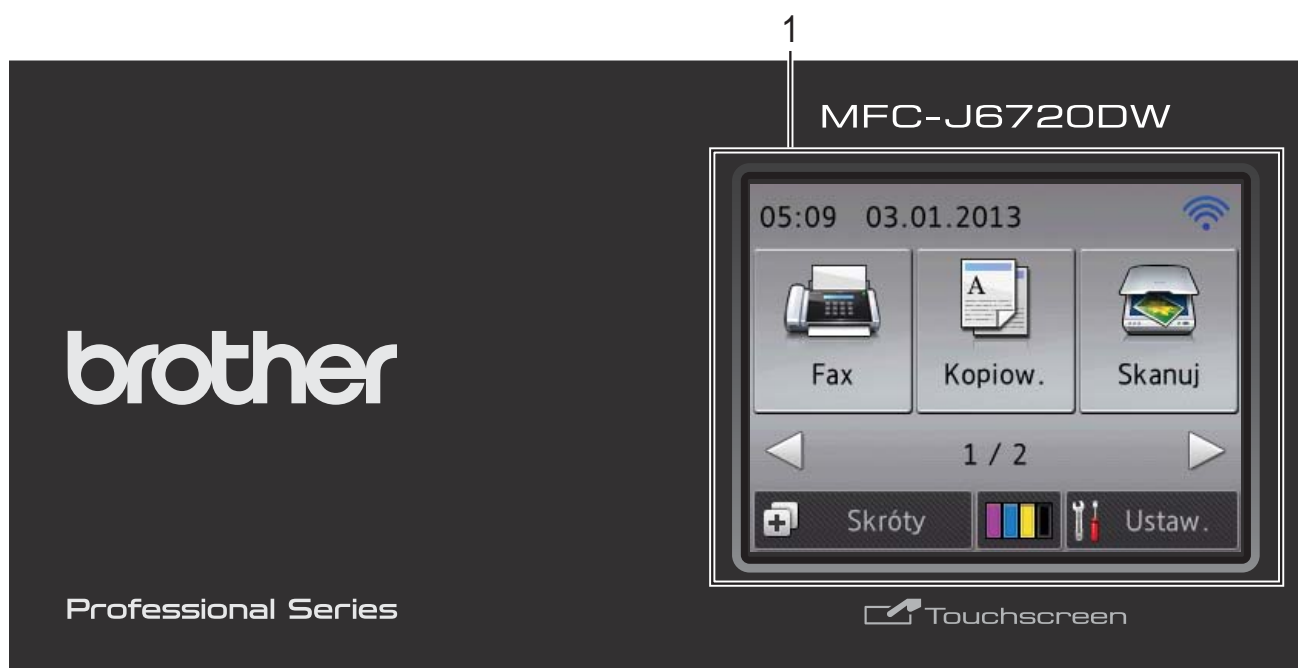 1
MFC-J6720DW
05:09 03.01.2013
A
Fax Kopiow. Skanuj
1 / 2
Skróty Ustaw.
brother
Professional Series
Touchscreen